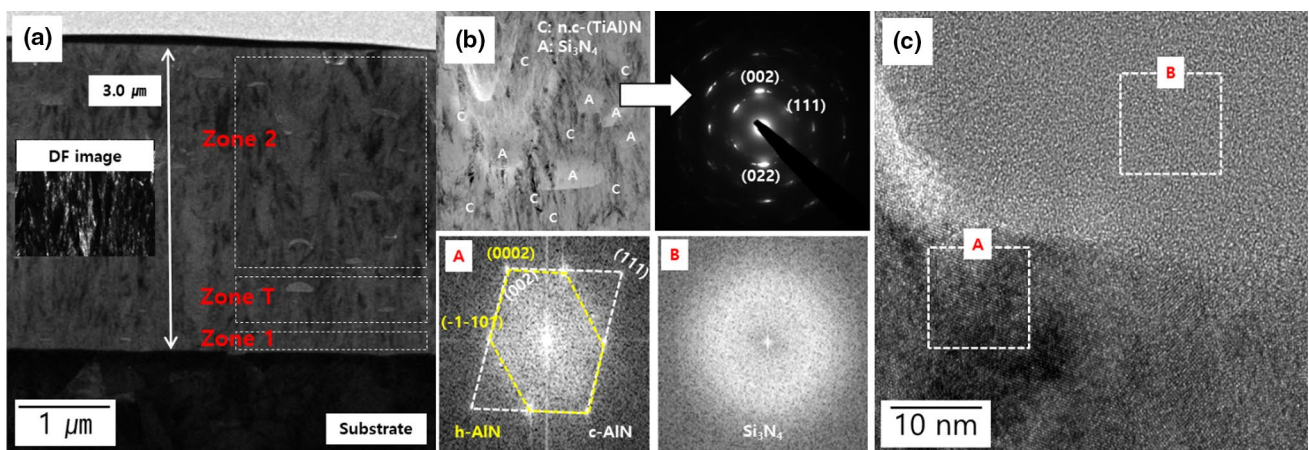 (a)
3.0 μm
Zone 2
DF image
Zone T
Zone 1
1 μm
Substrate
(b)
C: n.c-(TiAl)N
A: Si₃N₄
C
C
C
A
A
C
C
A
A
A
C
C
C
C
(002)
(111)
(022)
A
(0002)
(111)
(002)
(-1-101)
h-AlN
c-AlN
B
Si₃N₄
(c)
B
A
10 nm